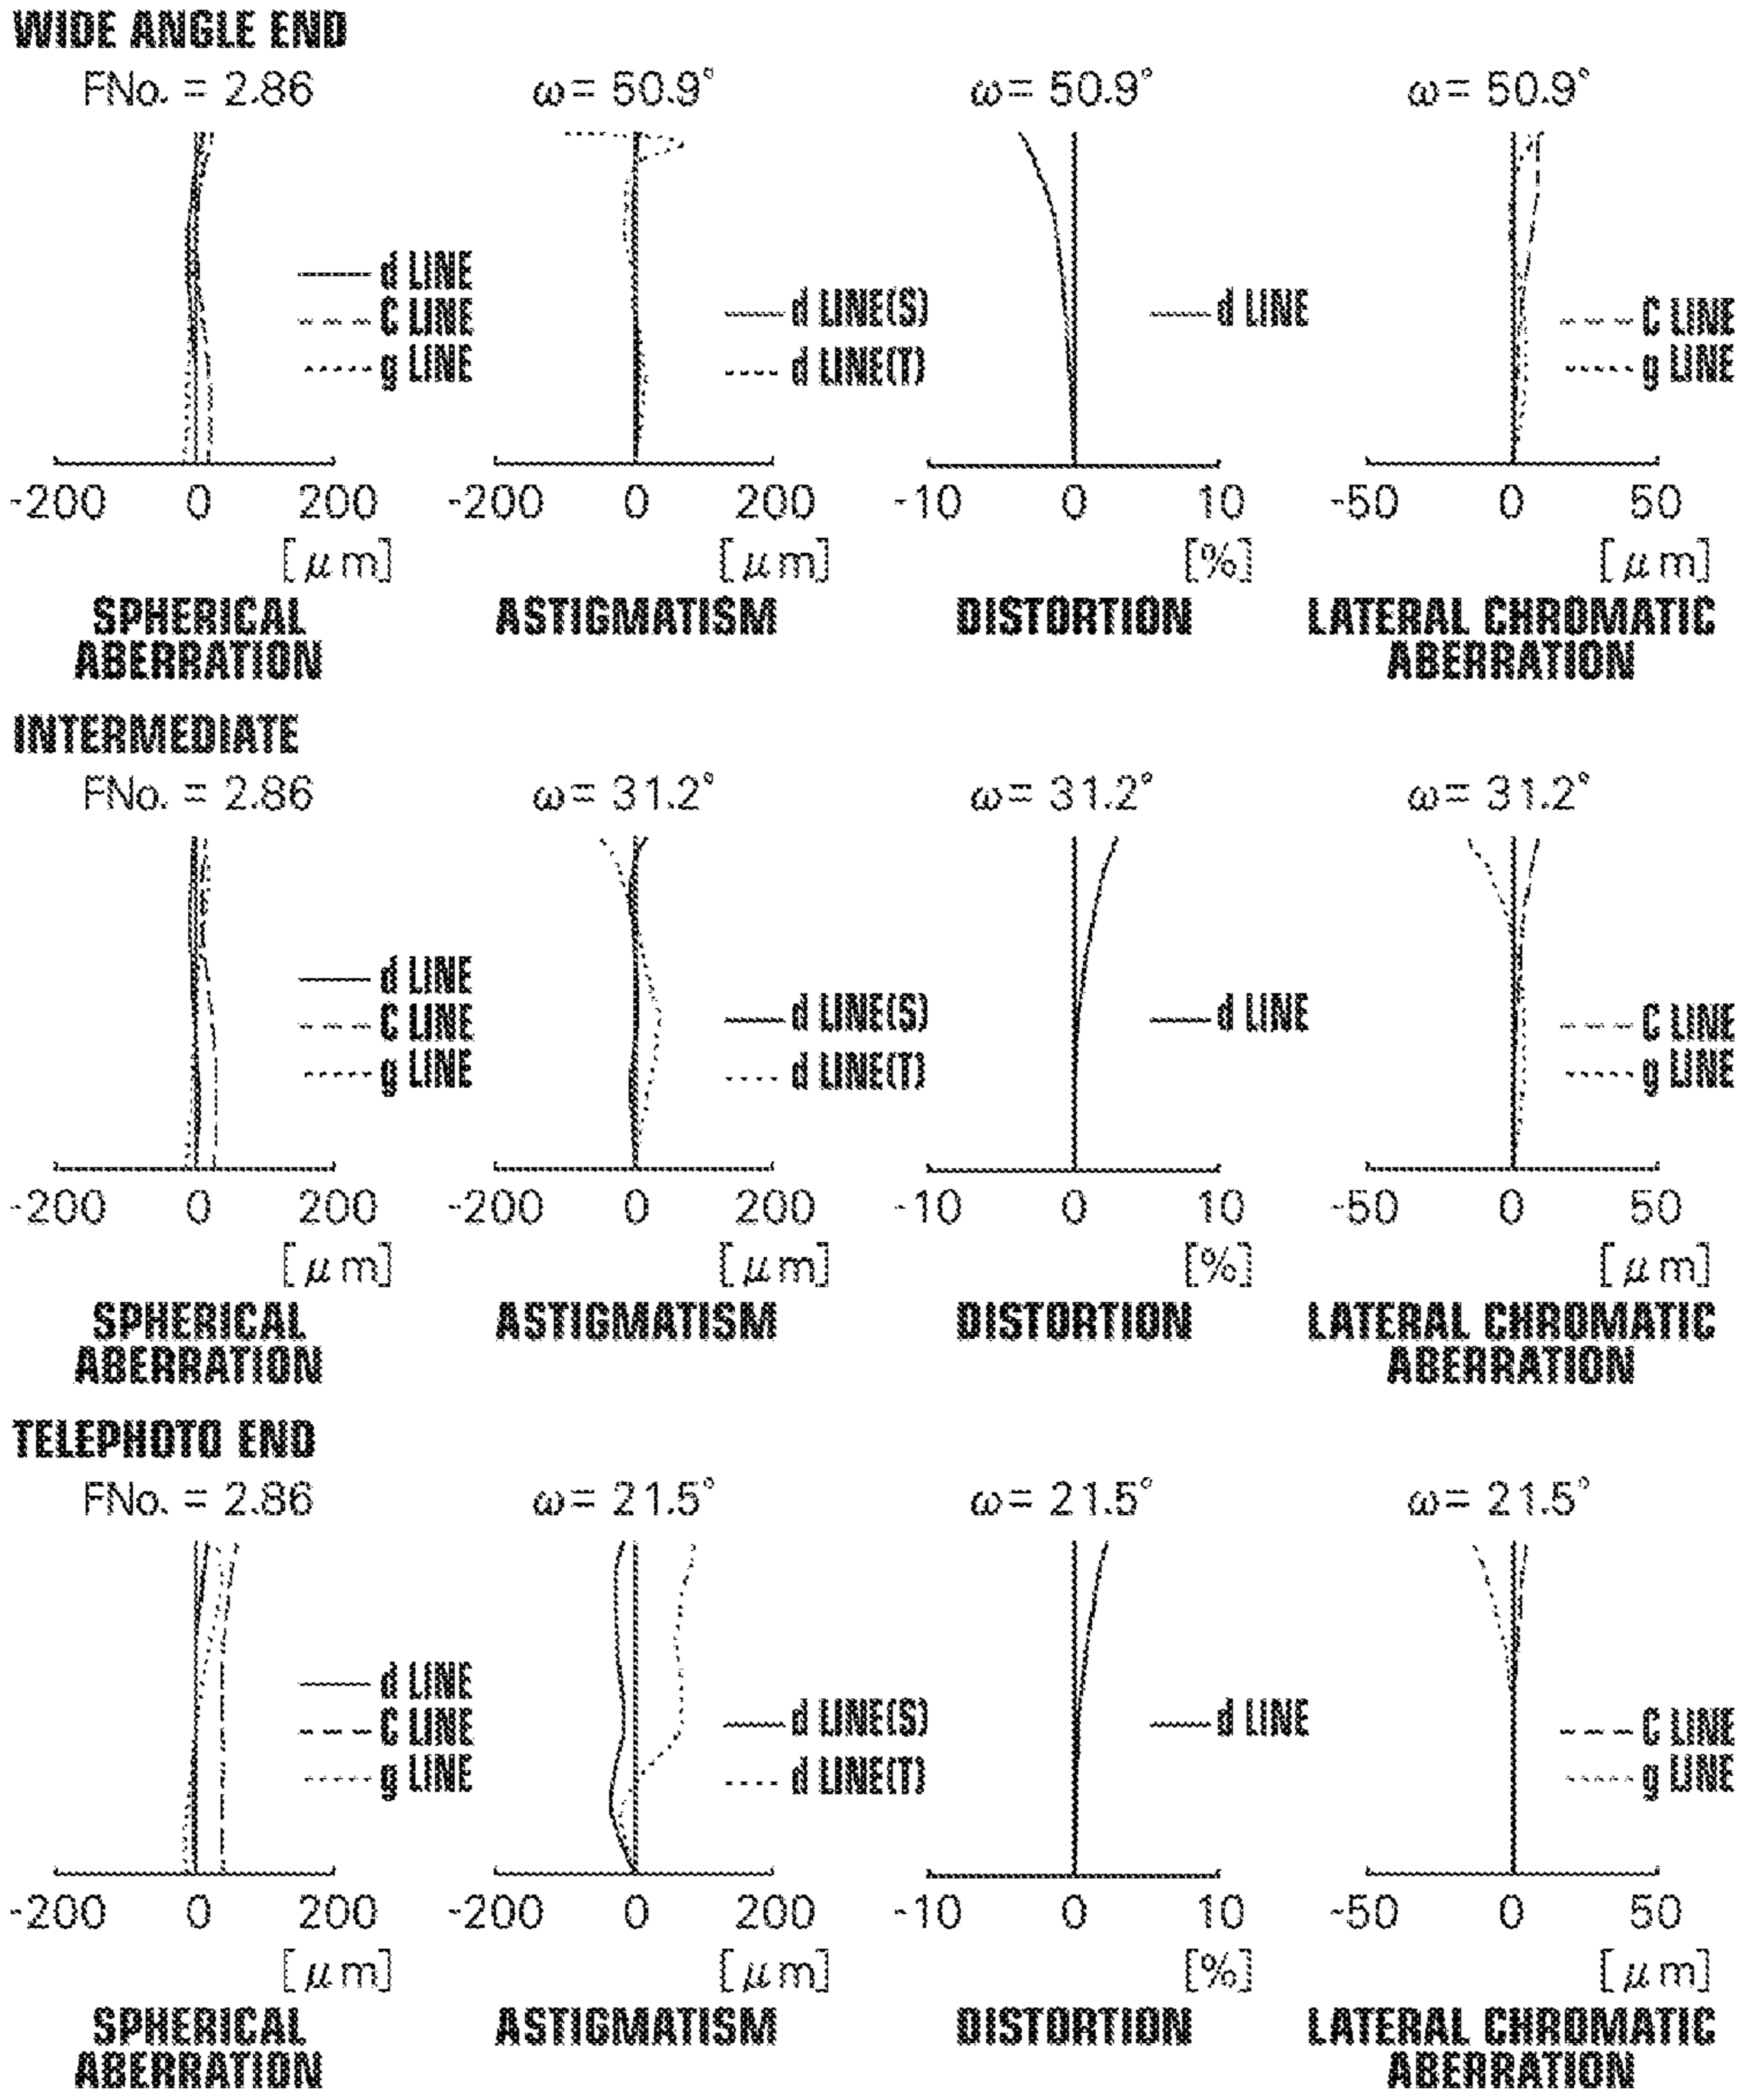 WIDE ANGLE END
FNo. = 2.86
ω= 50.9°
ω= 50.9°
ω= 50.9°
d LINE
C LINE
g LINE
d LINE(S)
d LINE(T)
d LINE
C LINE
g LINE
-200 0 200
[μm]
SPHERICAL
ABERRATION
-200 0 200
[μm]
ASTIGMATISM
-10 0 10
[%]
DISTORTION
-50 0 50
[μm]
LATERAL CHROMATIC
ABERRATION
INTERMEDIATE
FNo. = 2.86
ω= 31.2°
ω= 31.2°
ω= 31.2°
d LINE
C LINE
g LINE
d LINE(S)
d LINE(T)
d LINE
C LINE
g LINE
-200 0 200
[μm]
SPHERICAL
ABERRATION
-200 0 200
[μm]
ASTIGMATISM
-10 0 10
[%]
DISTORTION
-50 0 50
[μm]
LATERAL CHROMATIC
ABERRATION
TELEPHOTO END
FNo. = 2.86
ω= 21.5°
ω= 21.5°
ω= 21.5°
d LINE
C LINE
g LINE
d LINE(S)
d LINE(T)
d LINE
C LINE
g LINE
-200 0 200
[μm]
SPHERICAL
ABERRATION
-200 0 200
[μm]
ASTIGMATISM
-10 0 10
[%]
DISTORTION
-50 0 50
[μm]
LATERAL CHROMATIC
ABERRATION